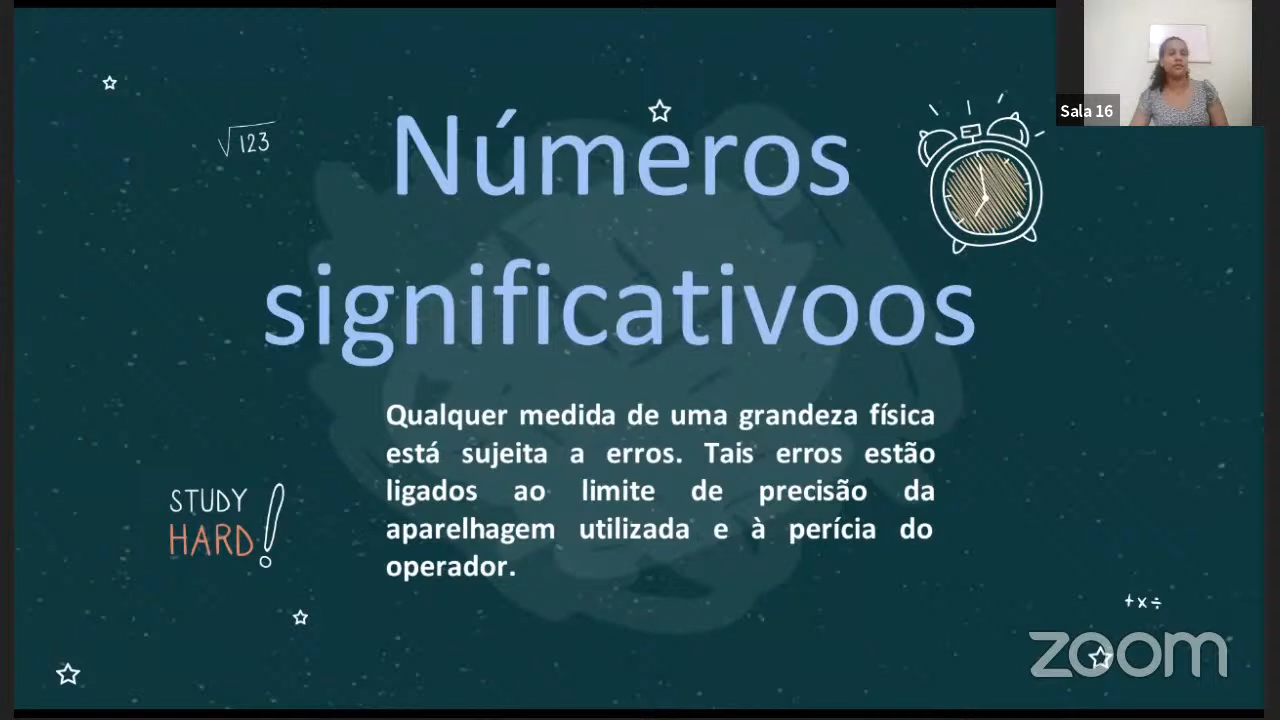 Sala 16
√123
Números
significativoos
Qualquer medida de uma grandeza física
está sujeita a erros. Tais erros estão
ligados ao limite de precisão da
aparelhagem utilizada e à perícia do
operador.
STUDY
HARD!
+x÷
zoom